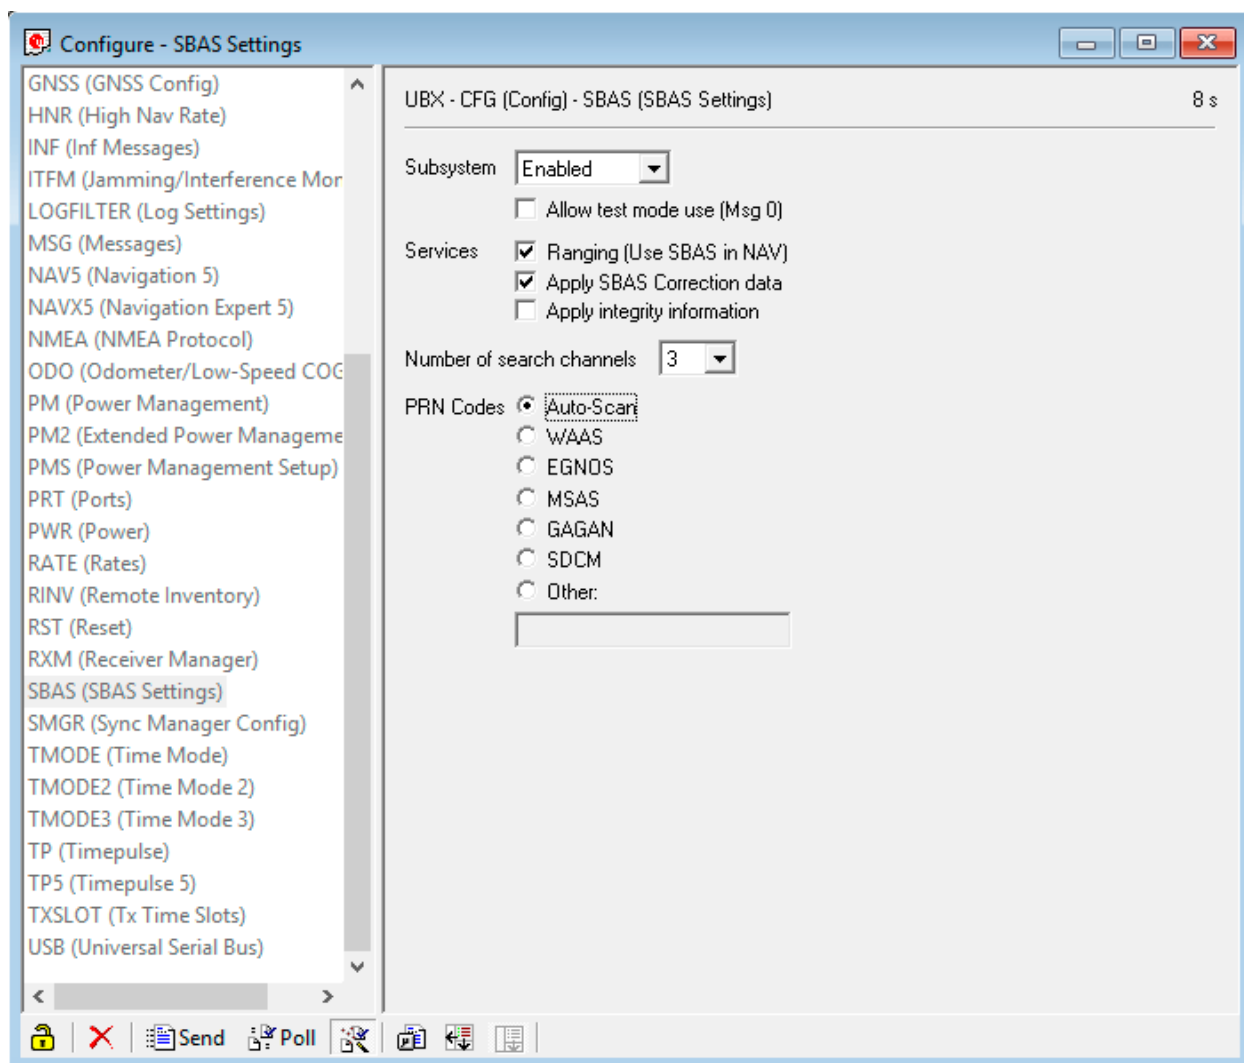 Configure - SBAS Settings
GNSS (GNSS Config)
HNR (High Nav Rate)
INF (Inf Messages)
ITFM (Jamming/Interference Mor
LOGFILTER (Log Settings)
MSG (Messages)
NAV5 (Navigation 5)
NAVX5 (Navigation Expert 5)
NMEA (NMEA Protocol)
ODO (Odometer/Low-Speed COG
PM (Power Management)
PM2 (Extended Power Manageme
PMS (Power Management Setup)
PRT (Ports)
PWR (Power)
RATE (Rates)
RINV (Remote Inventory)
RST (Reset)
RXM (Receiver Manager)
SBAS (SBAS Settings)
SMGR (Sync Manager Config)
TMODE (Time Mode)
TMODE2 (Time Mode 2)
TMODE3 (Time Mode 3)
TP (Timepulse)
TP5 (Timepulse 5)
TXSLOT (Tx Time Slots)
USB (Universal Serial Bus)
UBX - CFG (Config) - SBAS (SBAS Settings) 8 s
Subsystem Enabled
Allow test mode use (Msg 0)
Services Ranging (Use SBAS in NAV)
Apply SBAS Correction data
Apply integrity information
Number of search channels 3
PRN Codes Auto-Scan
WAAS
EGNOS
MSAS
GAGAN
SDCM
Other:
Send Poll